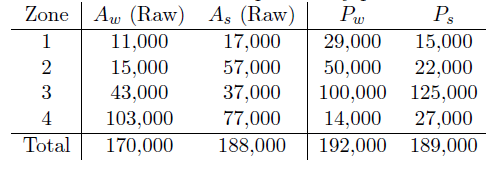 Zone A_w (Raw) A_s (Raw) P_w P_s
1 11,000 17,000 29,000 15,000
2 15,000 57,000 50,000 22,000
3 43,000 37,000 100,000 125,000
4 103,000 77,000 14,000 27,000
Total 170,000 188,000 192,000 189,000